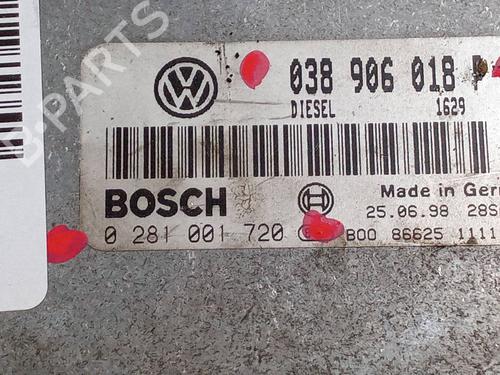 038 906 018 P
DIESEL 1629
BOSCH
Made in Ger
25.06.98 28S
0 281 001 720
B00 86625 1111
B-PARTS